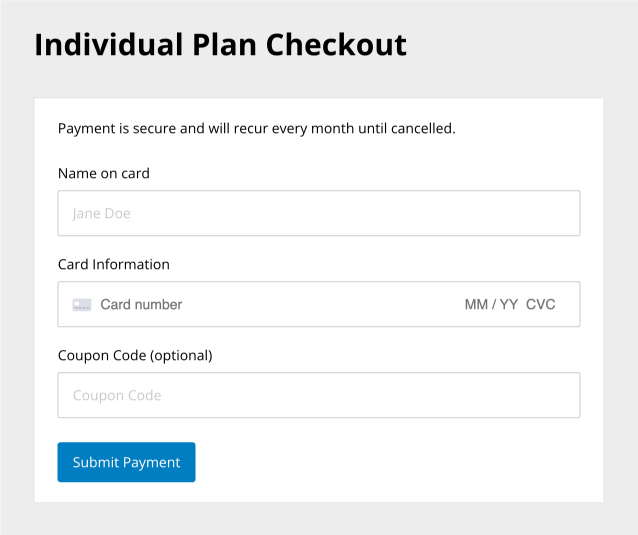 Individual Plan Checkout
Payment is secure and will recur every month until cancelled.
Name on card
Jane Doe
Card Information
Card number MM / YY CVC
Coupon Code (optional)
Coupon Code
Submit Payment